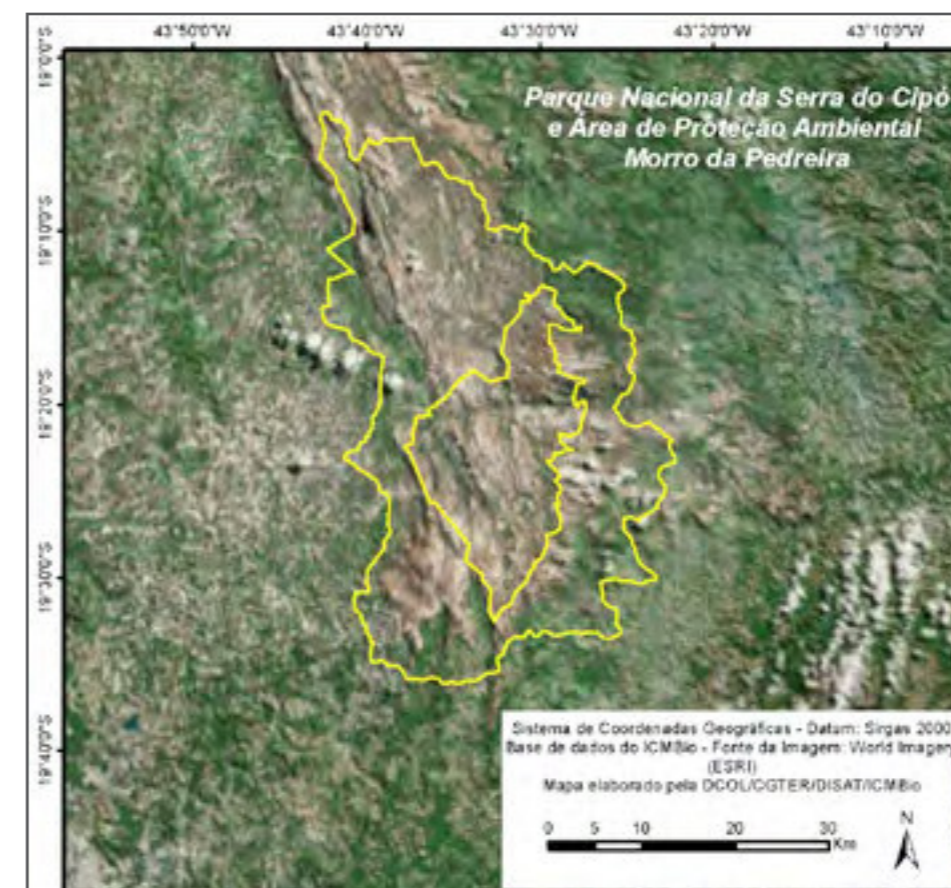 43°50'0"W 43°40'0"W 43°30'0"W 43°20'0"W 43°10'0"W
Parque Nacional da Serra do Cipó
e Área de Proteção Ambiental
Morro da Pedreira
19°0'0"S
19°10'0"S
19°20'0"S
19°30'0"S
19°40'0"S
Sistema de Coordenadas Geográficas - Datum: Sirgas 2000
Base de dados do ICMBio - Fonte da Imagem: World Imagery
(ESRI)
Mapa elaborado pela DCOL/CGTER/DISAT/ICMBio
N
0 5 10 20 30
Km